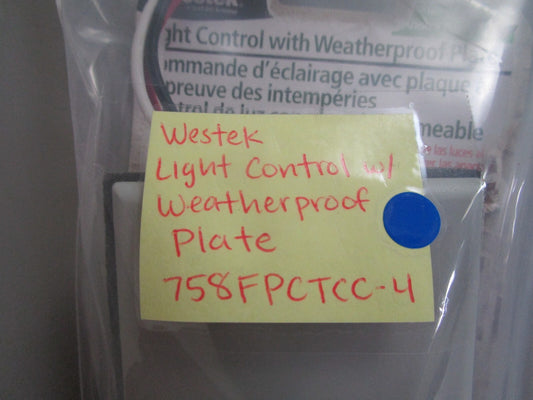 ght Control with Weatherproof Pla
ommande d'éclairage avec plaque
preuve des intempéries
meable
Westek
Light Control w/
Weatherproof
Plate
758FPCTCC-4